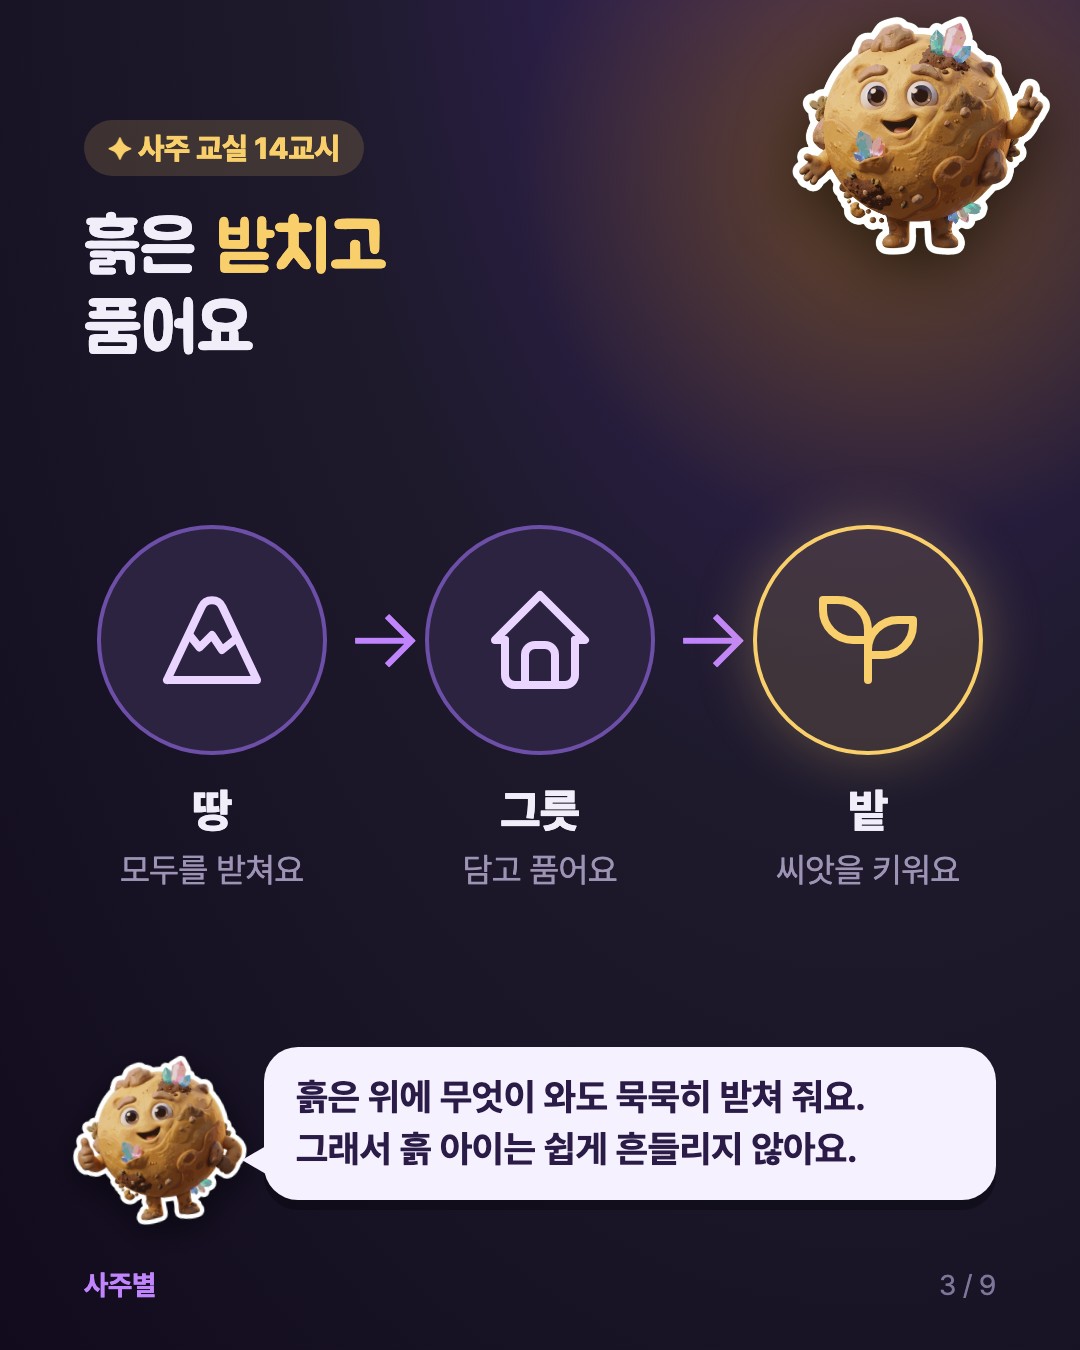 ✦ 사주 교실 14교시
흙은 받치고
품어요
땅
모두를 받쳐요
그릇
담고 품어요
밭
씨앗을 키워요
흙은 위에 무엇이 와도 묵묵히 받쳐 줘요.
그래서 흙 아이는 쉽게 흔들리지 않아요.
사주별
3 / 9